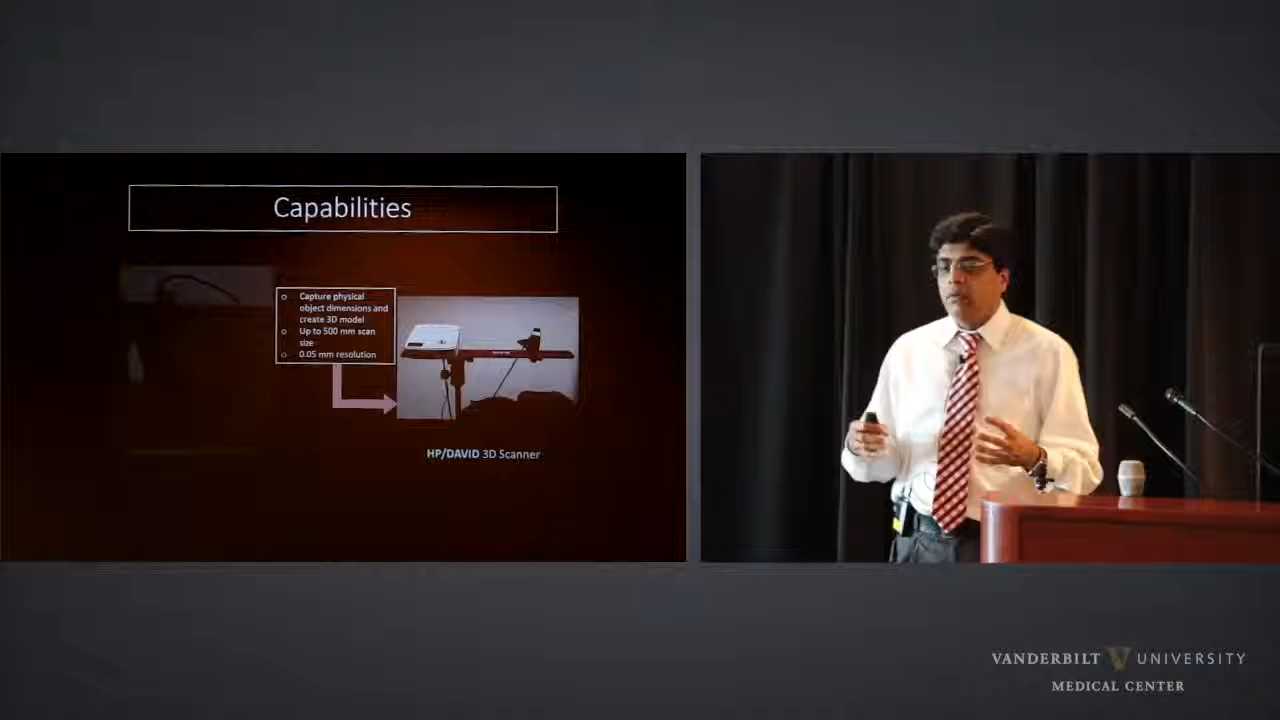 Capabilities
o Capture physical
object dimensions and
create 3D model
o Up to 500 mm scan
size
o 0.05 mm resolution
HP/DAVID 3D Scanner
VANDERBILT V UNIVERSITY
MEDICAL CENTER